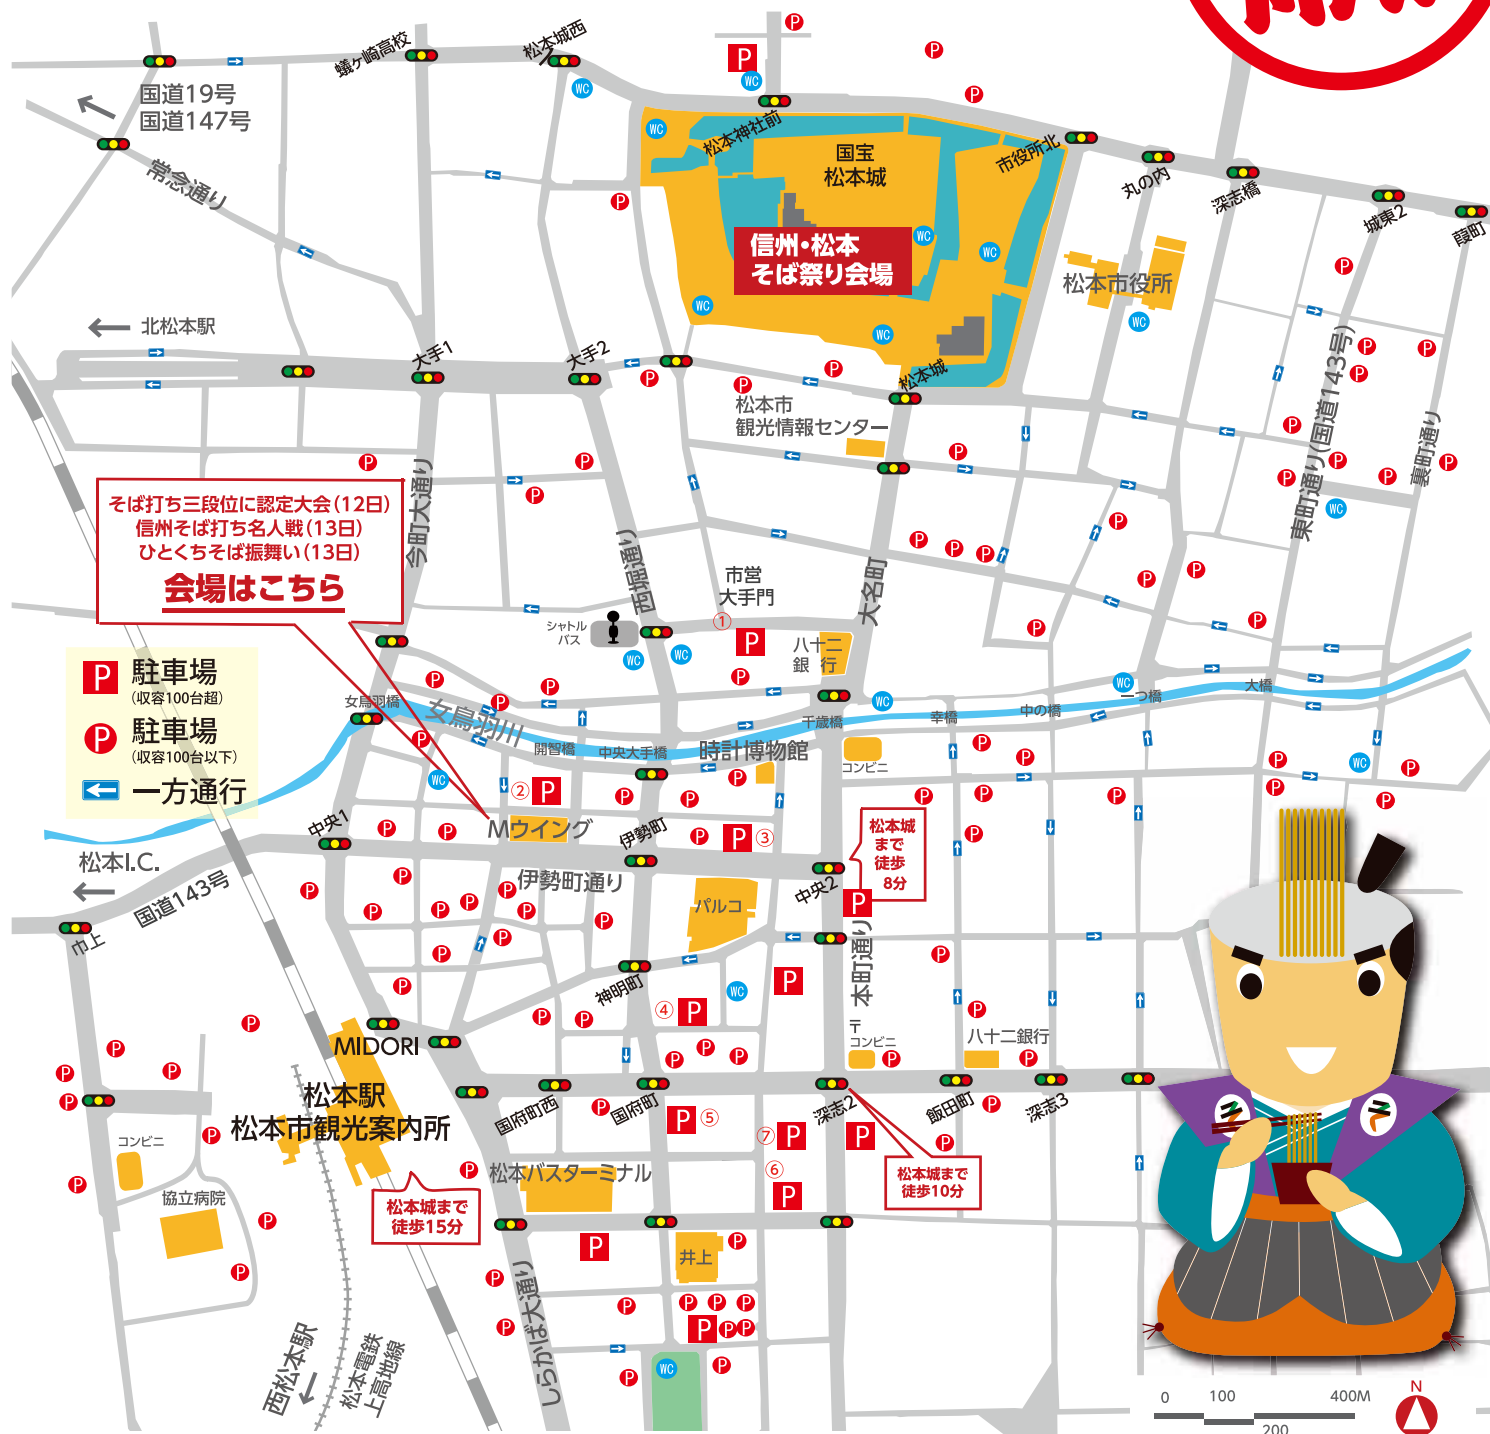 蟻ヶ崎高校
松本城西
国道19号
国道147号
常念通り
松本神社前
国宝
松本城
市役所北
丸の内
深志橋
城東2
葭町
信州・松本
そば祭り会場
松本市役所
北松本駅
大手1
大手2
松本城
松本市
観光情報センター
東町通り(国道143号)
裏町通り
今町大通り
そば打ち三段位に認定大会(12日)
信州そば打ち名人戦(13日)
ひとくちそば振舞い(13日)
会場はこちら
西堀通り
市営
大手門
①
大名町
シャトル
バス
八十二
銀 行
P 駐車場
(収容100台超)
P 駐車場
(収容100台以下)
一方通行
女鳥羽橋
女鳥羽川
開智橋
中央大手橋
時計博物館
千歳橋
幸橋
中の橋
一つ橋
大橋
コンビニ
②
Mウイング
中央1
伊勢町
③
松本城
まで
徒歩
8分
松本I.C.
国道143号
伊勢町通り
中央2
パルコ
巾上
本町通り
神明町
④
〒
コンビニ
八十二銀行
MIDORI
松本駅
松本市観光案内所
国府町西
国府町
深志2
飯田町
深志3
⑤
⑦
⑥
コンビニ
協立病院
松本バスターミナル
松本城まで
徒歩10分
松本城まで
徒歩15分
井上
しらかば大通り
西松本駅
松本電鉄
上高地線
WC
P
0 100 400M
200
N